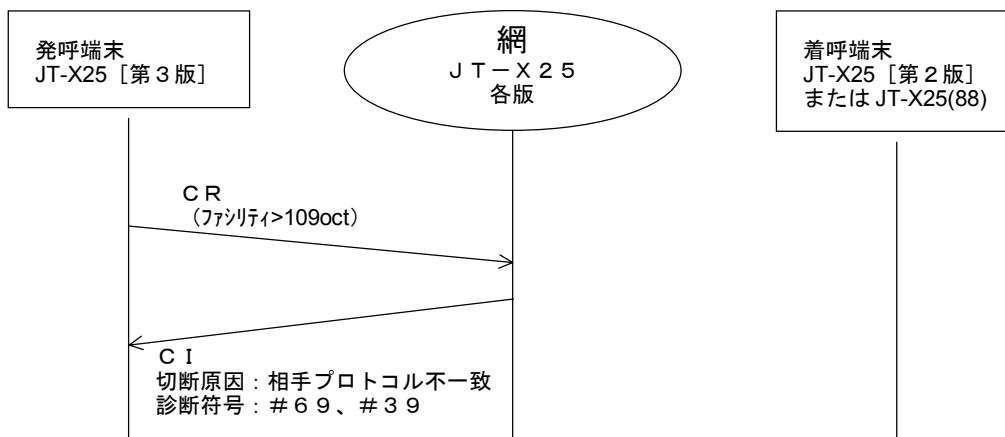 発呼端末
JT-X25［第３版］
網
ＪＴ－Ｘ２５
各版
着呼端末
JT-X25［第２版］
または JT-X25(88)
ＣＲ
（ﾌｧｼﾘﾃｨ>109oct）
ＣＩ
切断原因：相手プロトコル不一致
診断符号：＃６９、＃３９